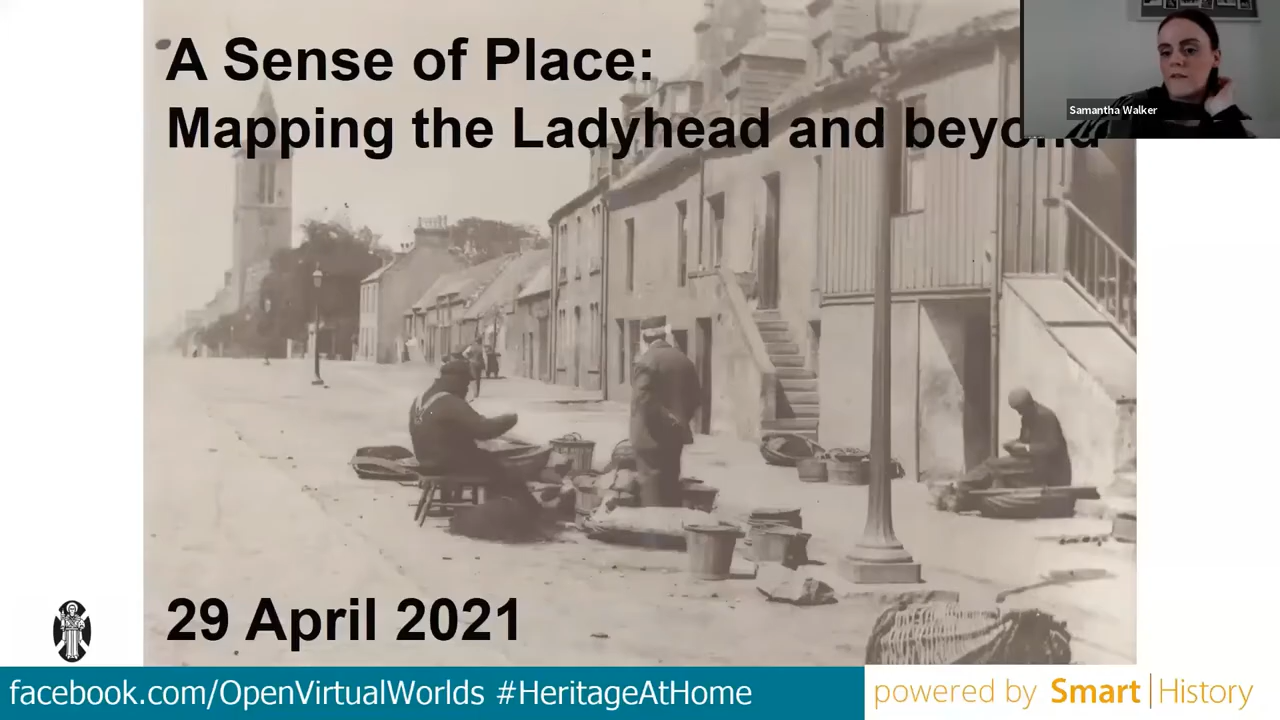 A Sense of Place:
Mapping the Ladyhead and beyond
Samantha Walker
29 April 2021
facebook.com/OpenVirtualWorlds #HeritageAtHome
powered by Smart|History